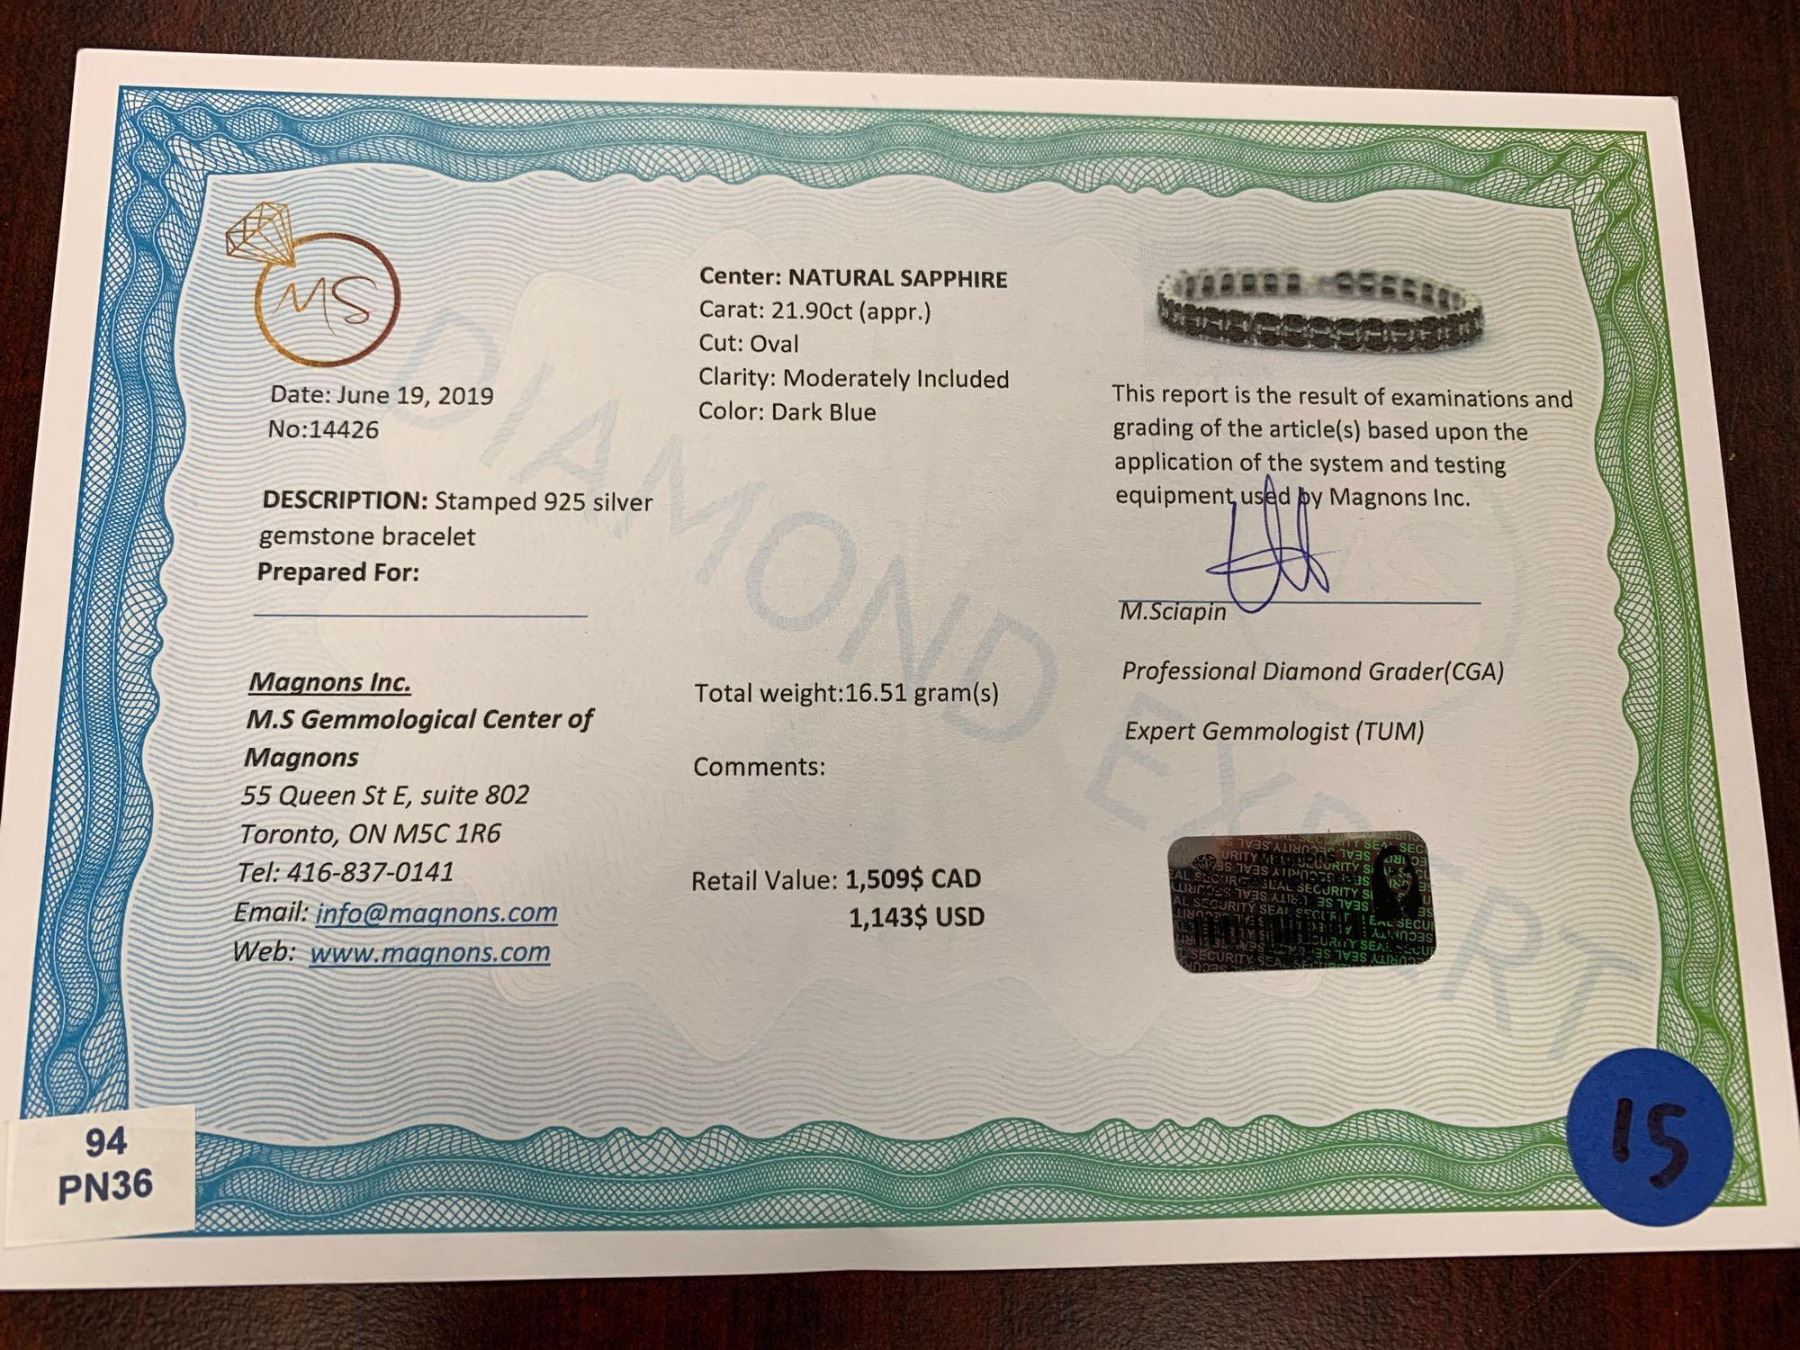 MS
Date: June 19, 2019
No:14426
DESCRIPTION: Stamped 925 silver
gemstone bracelet
Prepared For:
Magnons Inc.
M.S Gemmological Center of
Magnons
55 Queen St E, suite 802
Toronto, ON M5C 1R6
Tel: 416-837-0141
Email: info@magnons.com
Web: www.magnons.com
Center: NATURAL SAPPHIRE
Carat: 21.90ct (appr.)
Cut: Oval
Clarity: Moderately Included
Color: Dark Blue
Total weight:16.51 gram(s)
Comments:
Retail Value: 1,509$ CAD
1,143$ USD
This report is the result of examinations and
grading of the article(s) based upon the
application of the system and testing
equipment used by Magnons Inc.
M.Sciapin
Professional Diamond Grader(CGA)
Expert Gemmologist (TUM)
DIAMOND EXPERT
SECURITY SEAL
94
PN36
15